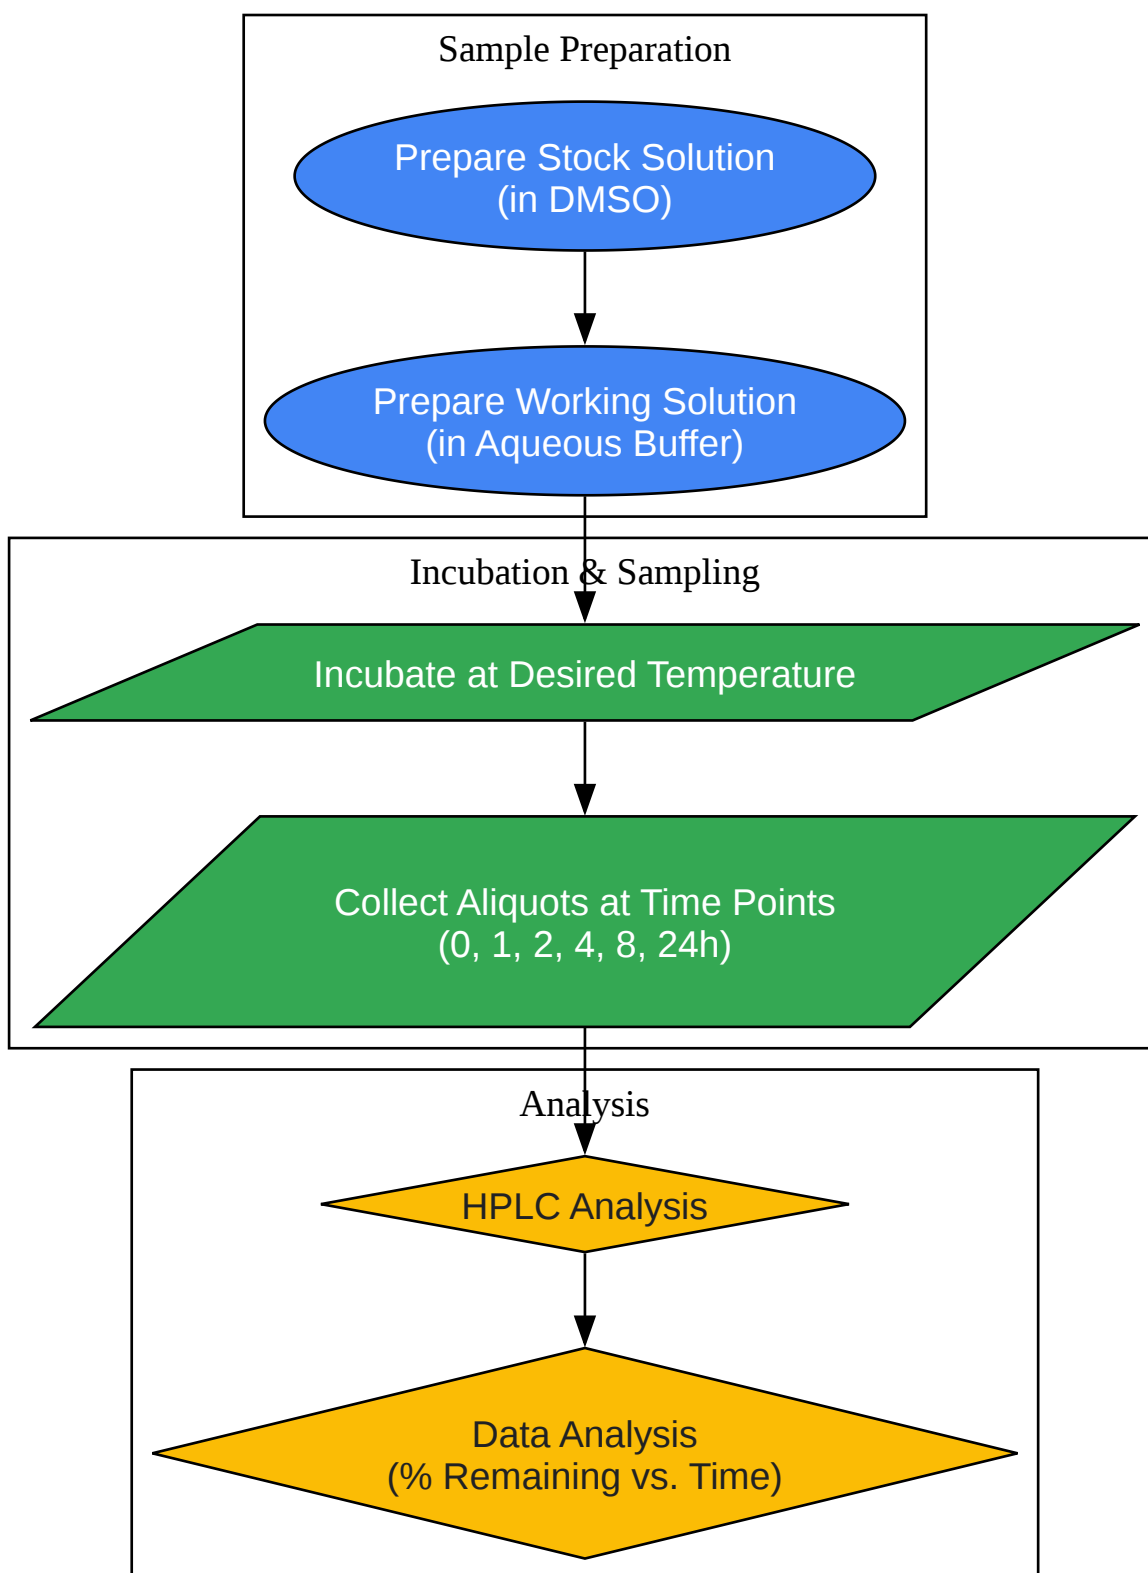 Sample Preparation
Prepare Stock Solution
(in DMSO)
Prepare Working Solution
(in Aqueous Buffer)
Incubation & Sampling
Incubate at Desired Temperature
Collect Aliquots at Time Points
(0, 1, 2, 4, 8, 24h)
Analysis
HPLC Analysis
Data Analysis
(% Remaining vs. Time)